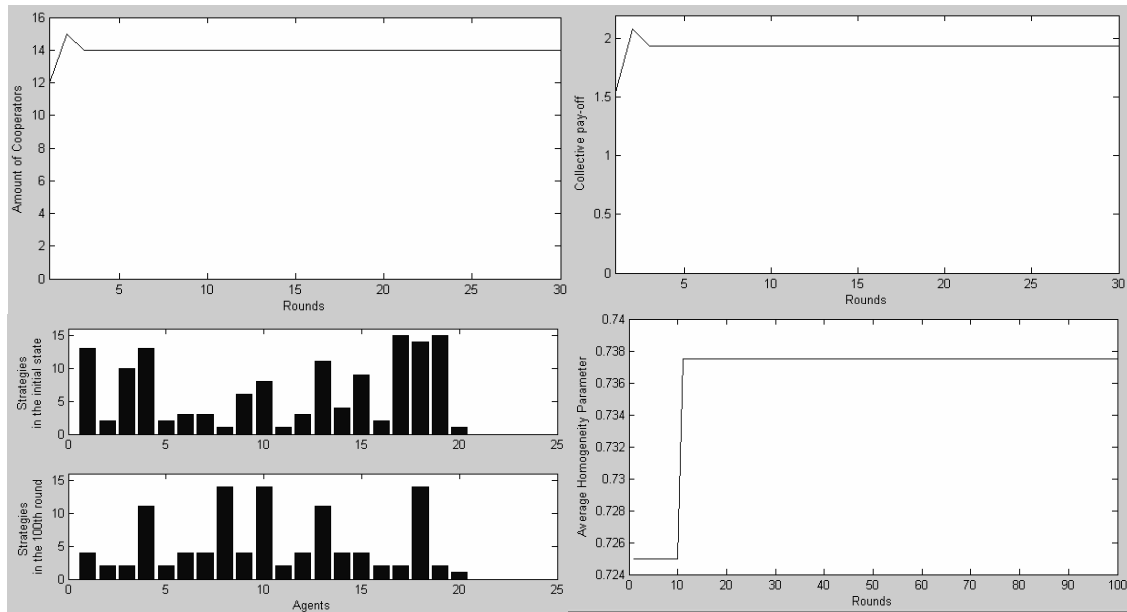 16
14
12
10
8
6
4
2
0
Amount of Cooperators
5 10 15 20 25 30
Rounds
2
1.5
1
0.5
0
Collective pay-off
5 10 15 20 25 30
Rounds
15
10
5
0
Strategies
in the initial state
0 5 10 15 20 25
15
10
5
0
Strategies
in the 100th round
0 5 10 15 20 25
Agents
0.74
0.738
0.736
0.734
0.732
0.73
0.728
0.726
0.724
Average Homogeneity Parameter
0 10 20 30 40 50 60 70 80 90 100
Rounds